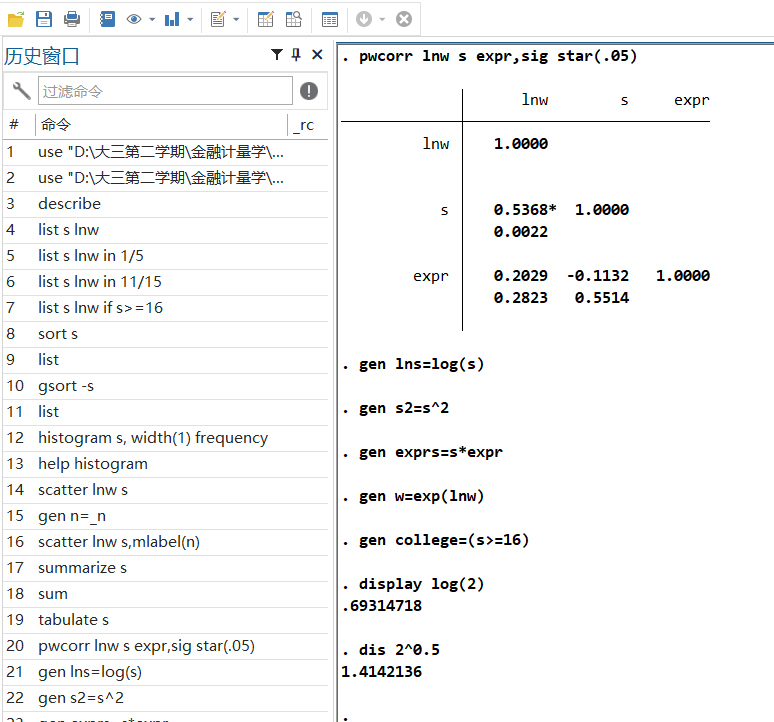 历史窗口
过滤命令
# 命令 _rc
1 use "D:\大三第二学期\金融计量学\...
2 use "D:\大三第二学期\金融计量学\...
3 describe
4 list s lnw
5 list s lnw in 1/5
6 list s lnw in 11/15
7 list s lnw if s>=16
8 sort s
9 list
10 gsort -s
11 list
12 histogram s, width(1) frequency
13 help histogram
14 scatter lnw s
15 gen n=_n
16 scatter lnw s,mlabel(n)
17 summarize s
18 sum
19 tabulate s
20 pwcorr lnw s expr,sig star(.05)
21 gen lns=log(s)
22 gen s2=s^2
. pwcorr lnw s expr,sig star(.05)
lnw s expr
lnw 1.0000
s 0.5368* 1.0000
0.0022
expr 0.2029 -0.1132 1.0000
0.2823 0.5514
. gen lns=log(s)
. gen s2=s^2
. gen exprs=s*expr
. gen w=exp(lnw)
. gen college=(s>=16)
. display log(2)
.69314718
. dis 2^0.5
1.4142136
.